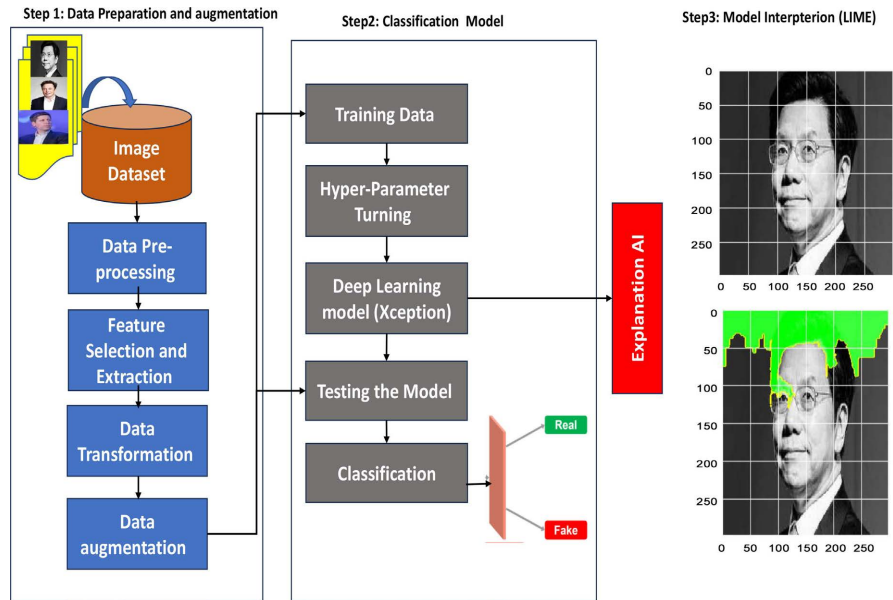 Step 1: Data Preparation and augmentation
Image
Dataset
Data Pre-
processing
Feature
Selection and
Extraction
Data
Transformation
Data
augmentation
Step2: Classification Model
Training Data
Hyper-Parameter
Turning
Deep Learning
model (Xception)
Testing the Model
Classification
Real
Fake
Explanation AI
Step3: Model Interpterion (LIME)
0
50
100
150
200
250
0 50 100 150 200 250
0
50
100
150
200
250
0 50 100 150 200 250